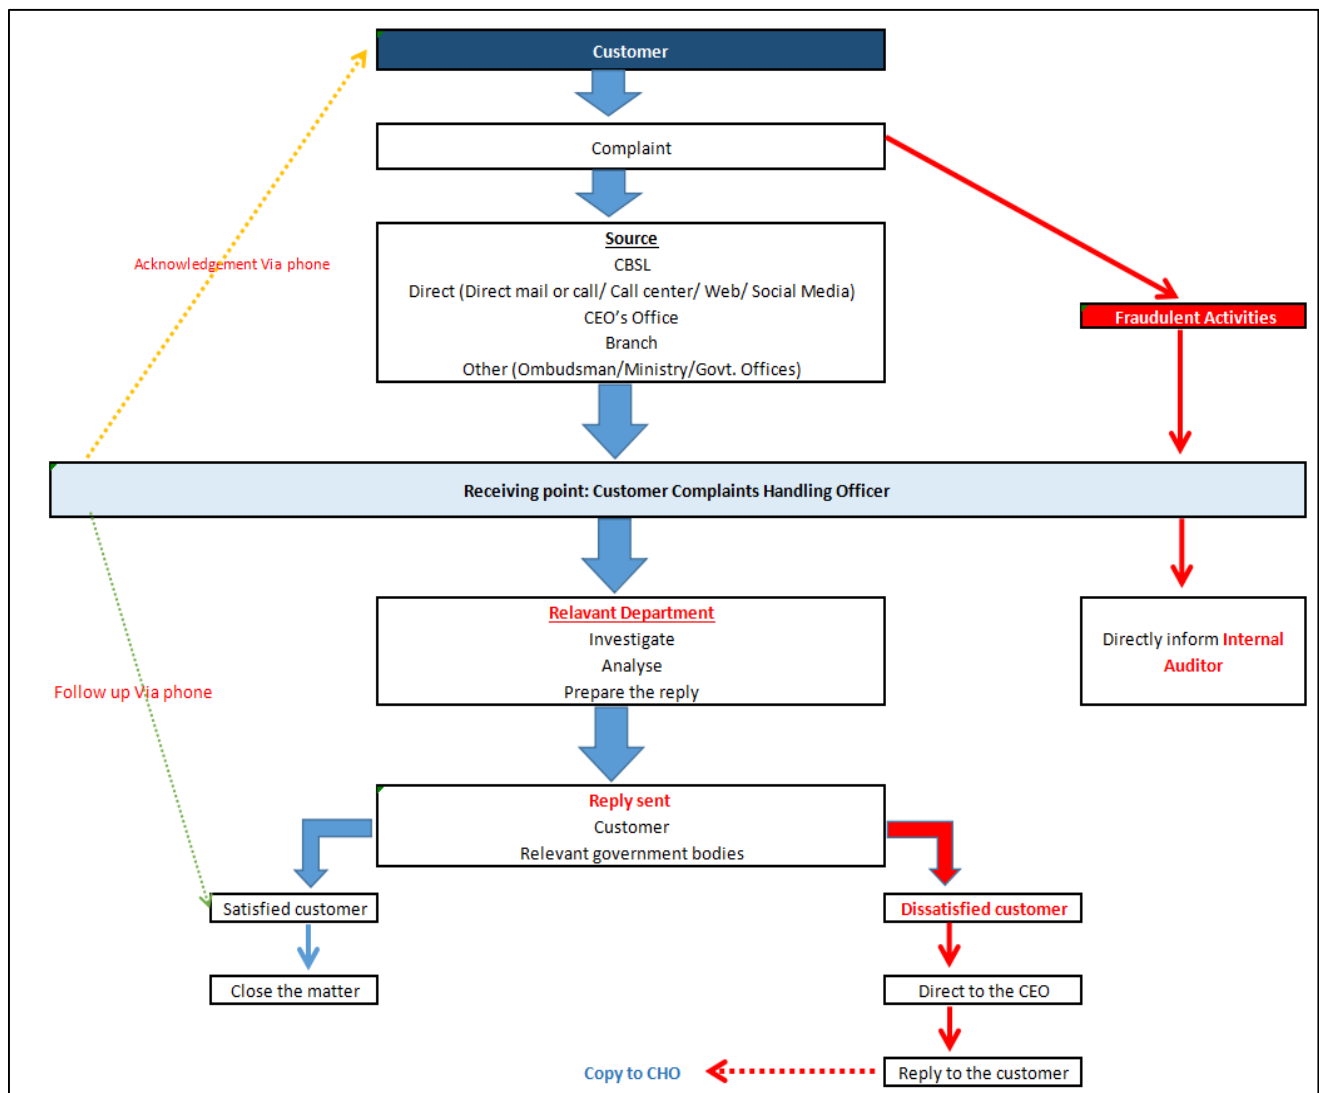 Customer
Complaint
Source
CBSL
Direct (Direct mail or call/ Call center/ Web/ Social Media)
CEO's Office
Branch
Other (Ombudsman/Ministry/Govt. Offices)
Acknowledgement Via phone
Fraudulent Activities
Receiving point: Customer Complaints Handling Officer
Relavant Department
Investigate
Analyse
Prepare the reply
Directly inform Internal
Auditor
Follow up Via phone
Reply sent
Customer
Relevant government bodies
Satisfied customer
Dissatisfied customer
Close the matter
Direct to the CEO
Copy to CHO
Reply to the customer